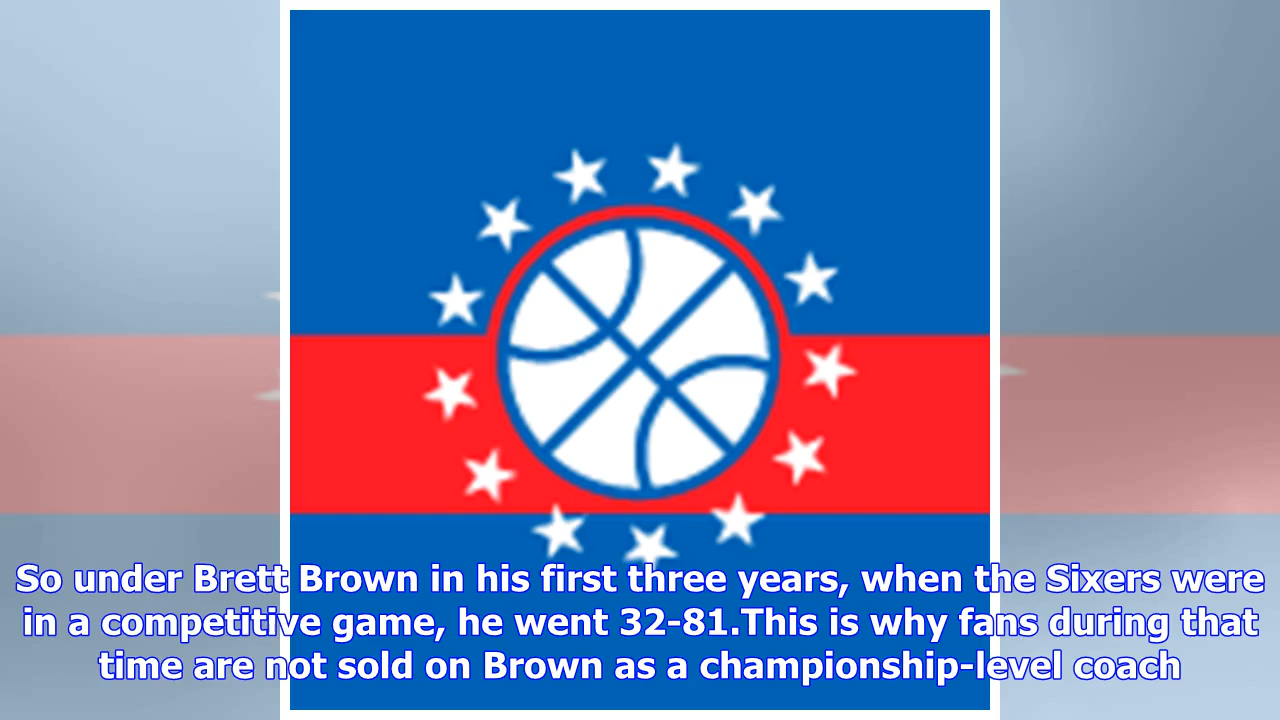 So under Brett Brown in his first three years, when the Sixers were
in a competitive game, he went 32-81.This is why fans during that
time are not sold on Brown as a championship-level coach